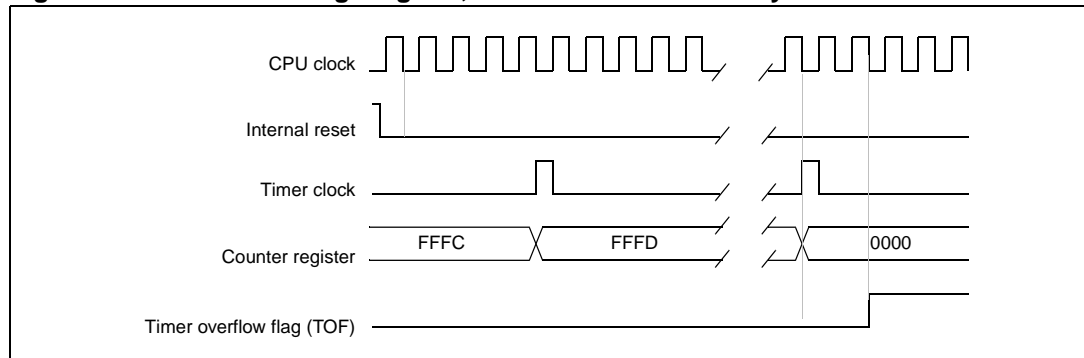 CPU clock
Internal reset
Timer clock
FFFC FFFD 0000
Counter register
Timer overflow flag (TOF)